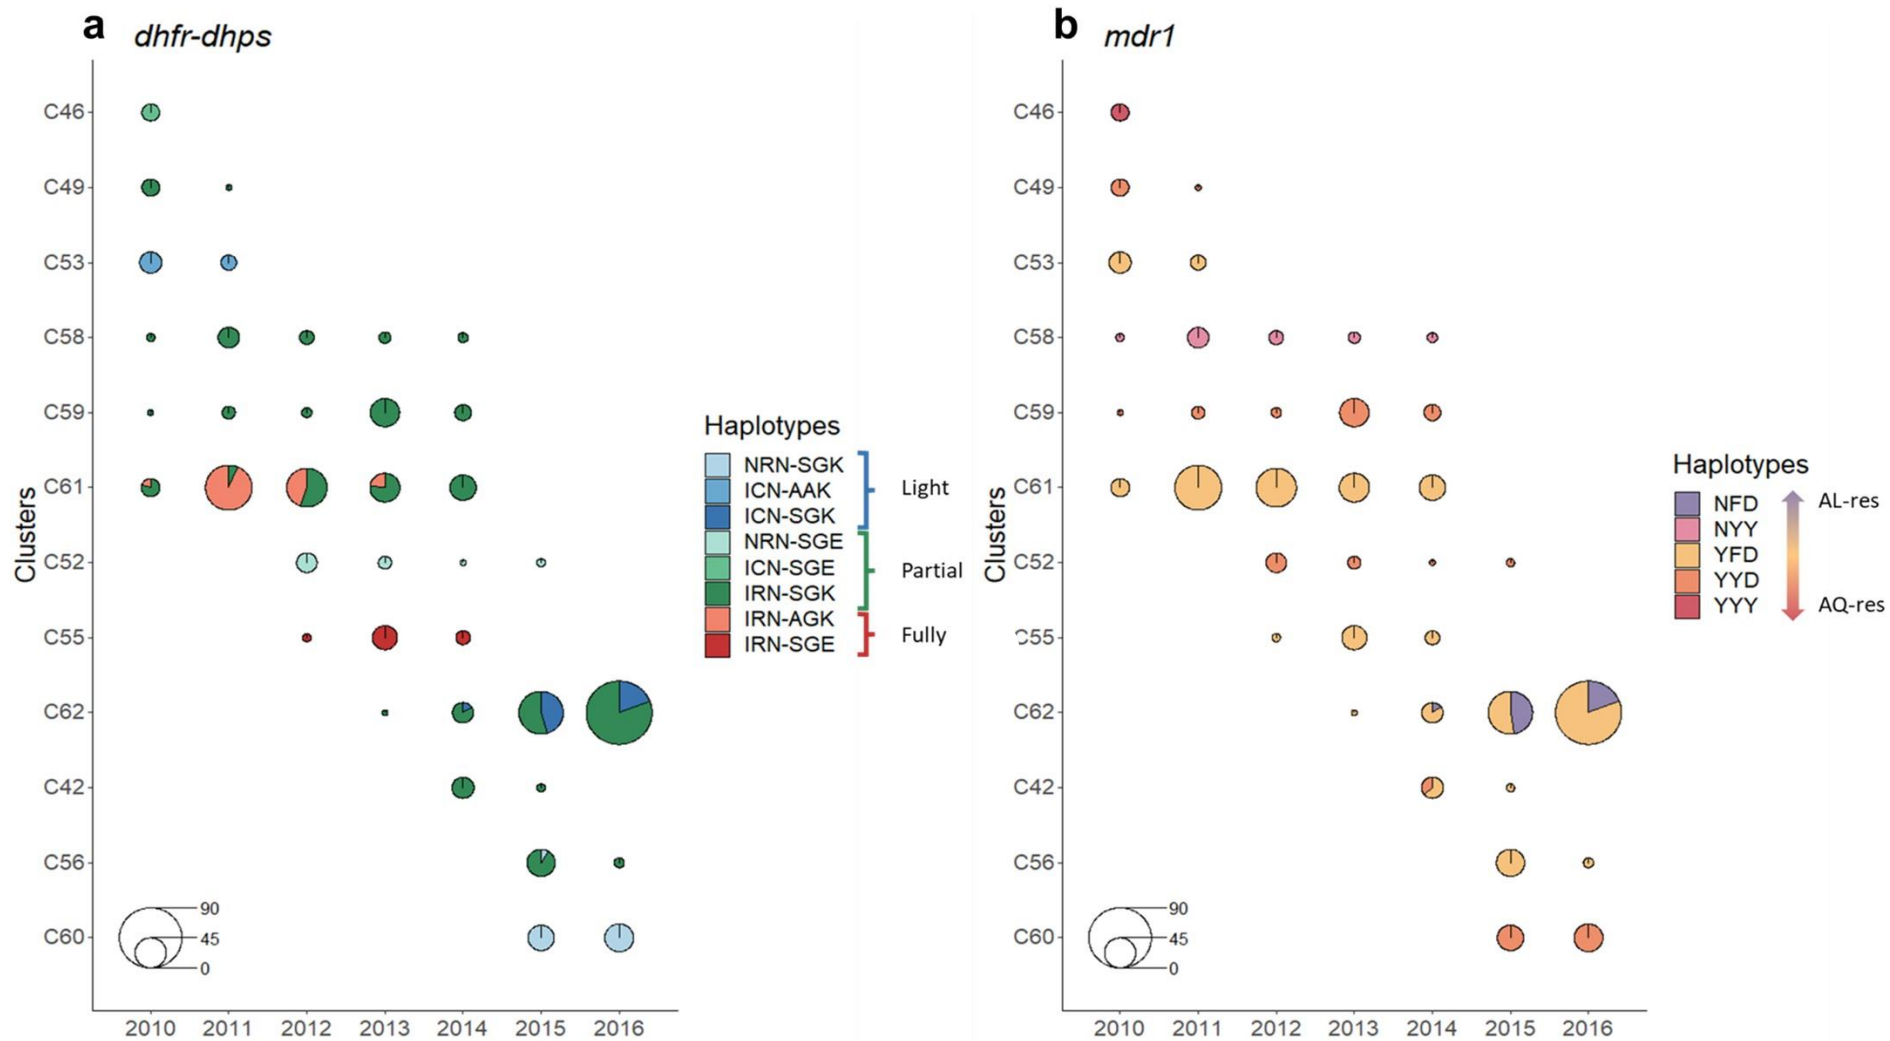 a dhfr-dhps
C46
C49
C53
C58
C59
C61
C52
C55
C62
C42
C56
C60
Clusters
90
45
0
2010 2011 2012 2013 2014 2015 2016
Haplotypes
NRN-SGK
ICN-AAK
ICN-SGK
NRN-SGE
ICN-SGE
IRN-SGK
IRN-AGK
IRN-SGE
Light
Partial
Fully
b mdr1
C46
C49
C53
C58
C59
C61
C52
C55
C62
C42
C56
C60
Clusters
90
45
0
2010 2011 2012 2013 2014 2015 2016
Haplotypes
NFD
NYY
YFD
YYD
YYY
AL-res
AQ-res